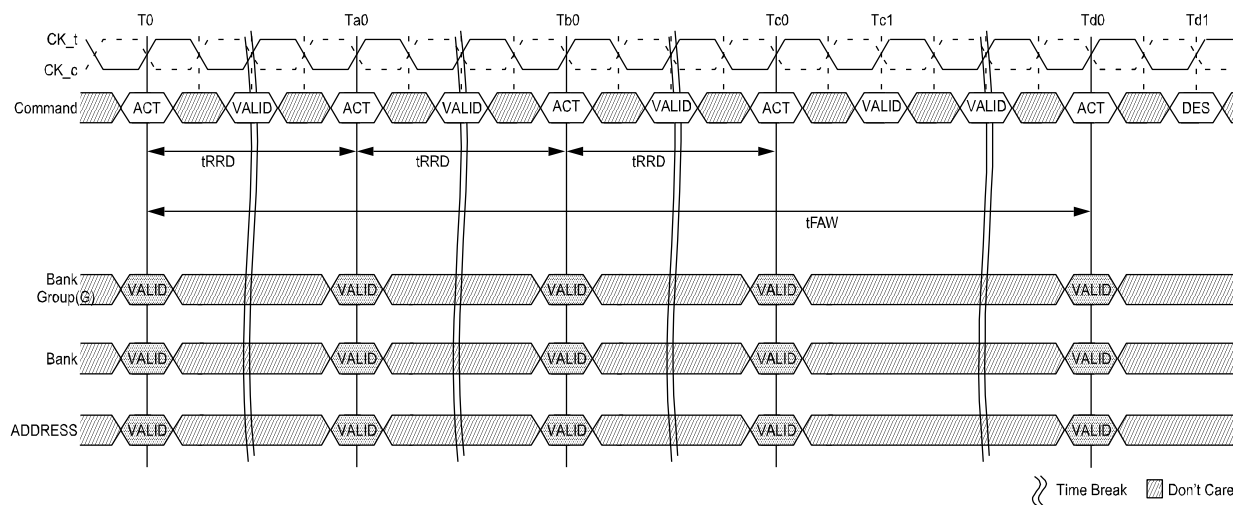 T0 Ta0 Tb0 Tc0 Tc1 Td0 Td1
CK_t
CK_c
Command ACT VALID ACT VALID ACT VALID ACT VALID VALID ACT DES
tRRD tRRD tRRD
tFAW
Bank
Group(G) VALID VALID VALID VALID VALID
Bank VALID VALID VALID VALID VALID
ADDRESS VALID VALID VALID VALID VALID
Time Break Don't Care